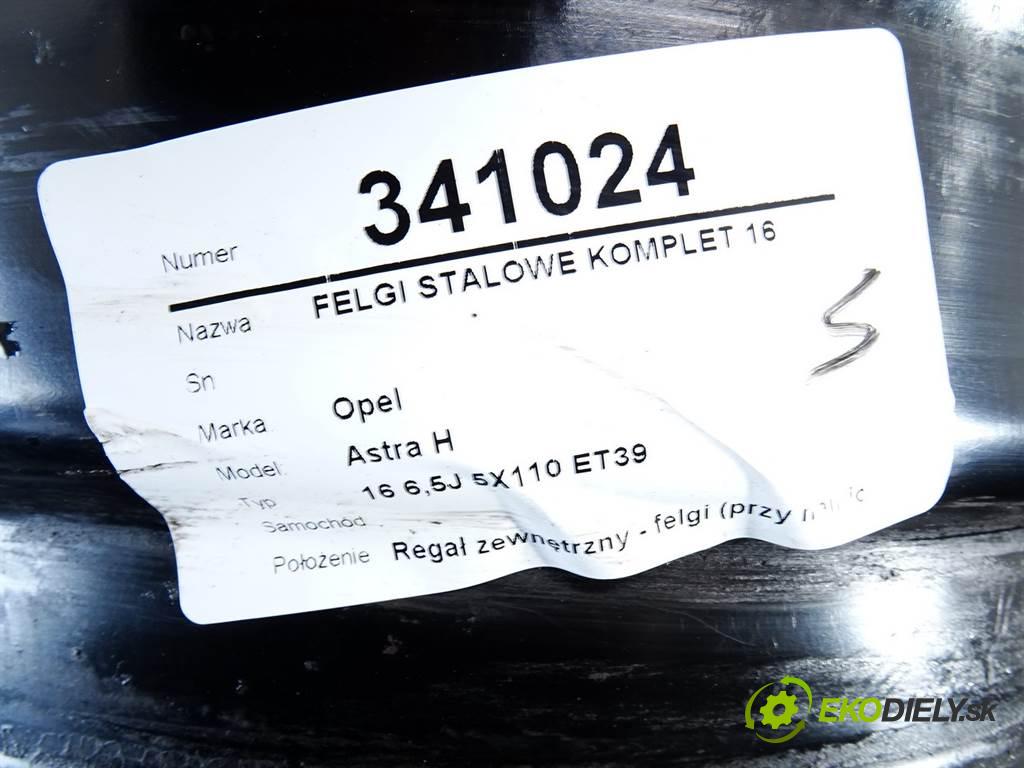 Numer 341024
Nazwa FELGI STALOWE KOMPLET 16
Sn
Marka Opel
Model: Astra H
Typ 16 6,5J 5X110 ET39
Samochód
Położenie Regał zewnętrzny - felgi (przy
S
EKODIELY.sk